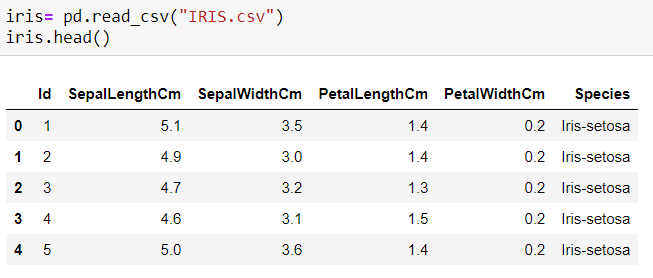 iris= pd.read_csv("IRIS.csv")
iris.head()
Id SepalLengthCm SepalWidthCm PetalLengthCm PetalWidthCm Species
0 1 5.1 3.5 1.4 0.2 Iris-setosa
1 2 4.9 3.0 1.4 0.2 Iris-setosa
2 3 4.7 3.2 1.3 0.2 Iris-setosa
3 4 4.6 3.1 1.5 0.2 Iris-setosa
4 5 5.0 3.6 1.4 0.2 Iris-setosa